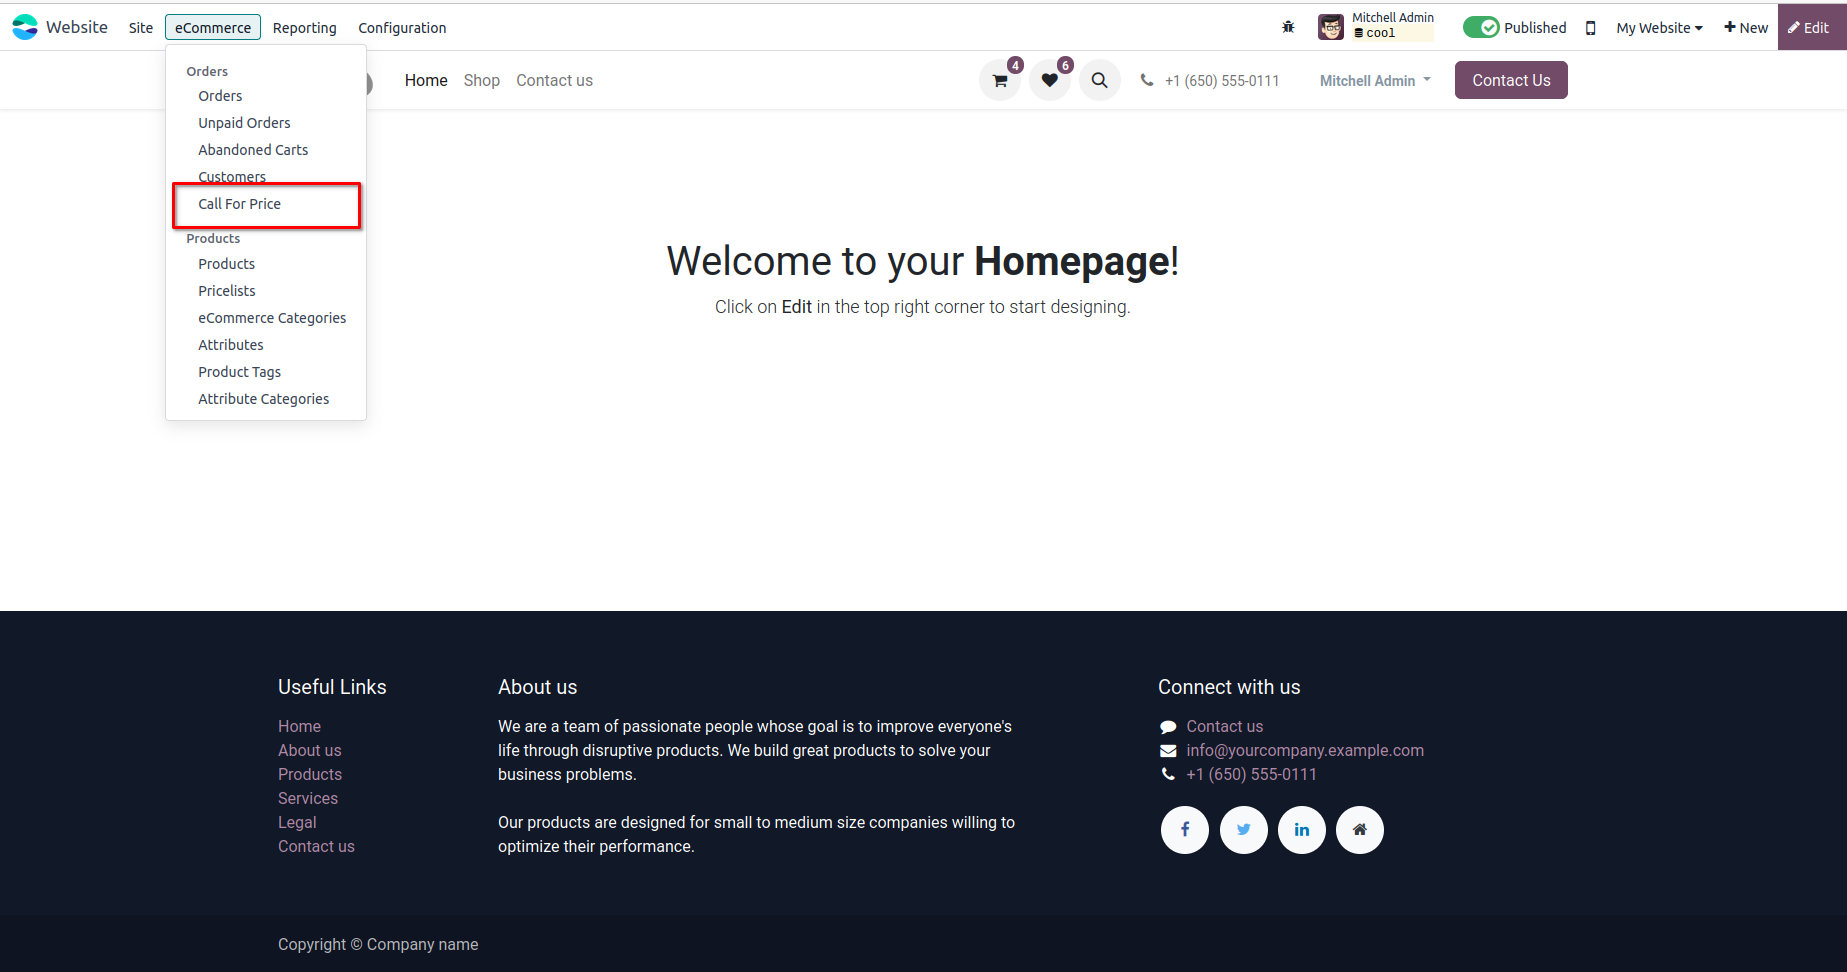 Website Site eCommerce Reporting Configuration Mitchell Admin Published My Website New Edit
cool
Orders
Orders
Unpaid Orders
Abandoned Carts
Customers
Call For Price
Products
Products
Pricelists
eCommerce Categories
Attributes
Product Tags
Attribute Categories
Home Shop Contact us 4 6 +1 (650) 555-0111 Mitchell Admin Contact Us
Welcome to your Homepage!
Click on Edit in the top right corner to start designing.
Useful Links
Home
About us
Products
Services
Legal
Contact us
About us
We are a team of passionate people whose goal is to improve everyone's
life through disruptive products. We build great products to solve your
business problems.
Our products are designed for small to medium size companies willing to
optimize their performance.
Connect with us
Contact us
info@yourcompany.example.com
+1 (650) 555-0111
Copyright © Company name